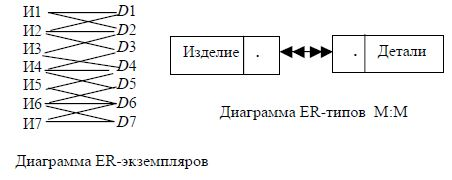 И1 D1
И2 D2
И3 D3
И4 D4
И5 D5
И6 D6
И7 D7
Изделие . . Детали
Диаграмма ER-типов М:М
Диаграмма ER-экземпляров